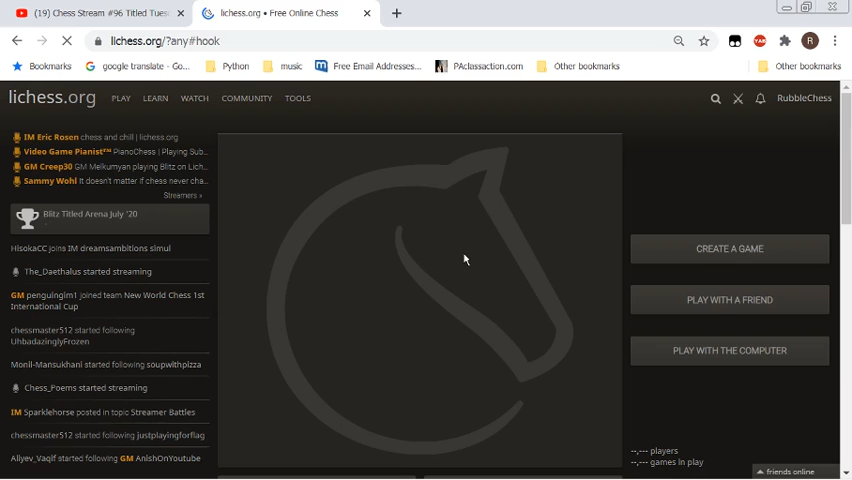 (19) Chess Stream #96 Titled Tues
lichess.org • Free Online Chess
lichess.org/?any#hook
R
Bookmarks
google translate - Go...
Python
music
Free Email Addresses...
PAclassaction.com
Other bookmarks
Other bookmarks
lichess.org
PLAY
LEARN
WATCH
COMMUNITY
TOOLS
RubbleChess
IM Eric Rosen chess and chill | lichess.org
Video Game Pianist™ PianoChess | Playing Sub...
GM Creep30 GM Melkumyan playing Blitz on Lich...
Sammy Wohl It doesn't matter if chess never cha...
Streamers »
Blitz Titled Arena July '20
HisokaCC joins IM dreamsambitions simul
The_Daethalus started streaming
GM penguingim1 joined team New World Chess 1st
International Cup
chessmaster512 started following
UhbadazinglyFrozen
Monil-Mansukhani started following soupwithpizza
Chess_Poems started streaming
IM Sparklehorse posted in topic Streamer Battles
chessmaster512 started following justplayingforflag
Aliyev_Vaqif started following GM AnishOnYoutube
CREATE A GAME
PLAY WITH A FRIEND
PLAY WITH THE COMPUTER
--,--- players
--,--- games in play
friends online